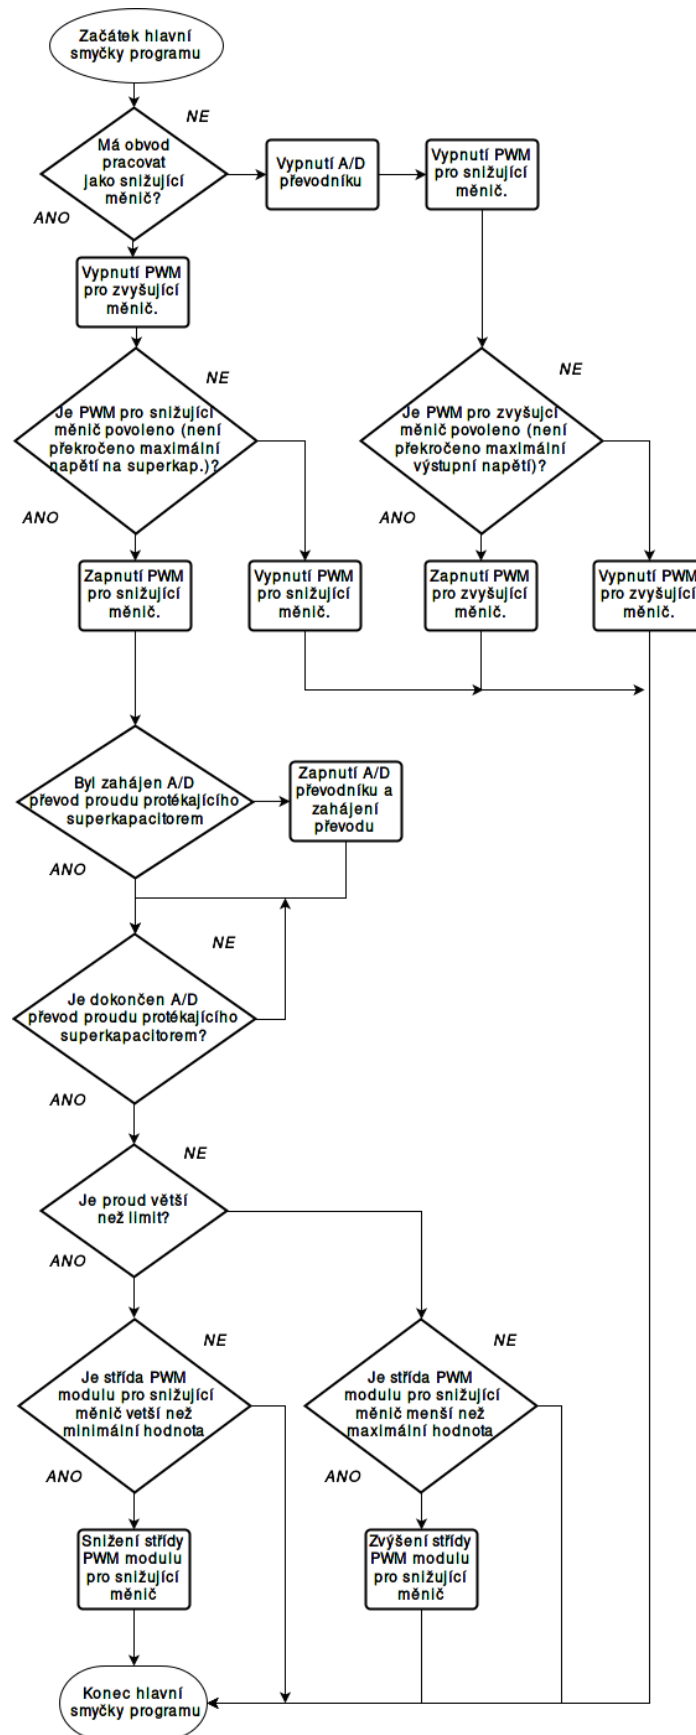 Začátek hlavní
smyčky programu
NE
Má obvod
pracovat
jako snižující
měnič?
ANO
Vypnutí A/D
převodníku
Vypnutí PWM
pro snižující
měnič.
Vypnutí PWM
pro zvyšující
měnič.
NE
Je PWM pro snižující
měnič povoleno (není
překročeno maximální
napětí na superkap.)?
ANO
NE
Je PWM pro zvyšujcí
měnič povoleno (není
překročeno maximální
výstupní napětí)?
ANO
Zapnutí PWM
pro snižující
měnič.
Vypnutí PWM
pro snižující
měnič.
Zapnutí PWM
pro zvyšující
měnič.
Vypnutí PWM
pro zvyšující
měnič.
Byl zahájen A/D
převod proudu protékajícího
superkapacitorem
ANO
Zapnutí A/D
převodníku a
zahájení
převodu
NE
Je dokončen A/D
převod proudu protékajícího
superkapacitorem?
ANO
NE
Je proud větší
než limit?
ANO
NE
Je střída PWM
modulu pro snižující
měnič vetší než
minimální hodnota
ANO
NE
Je střída PWM
modulu pro snižující
měnič menší než
maximální hodnota
ANO
Snížení střídy
PWM modulu
pro snižující
měnič
Zvýšení střídy
PWM modulu
pro snižující
měnič
Konec hlavní
smyčky programu